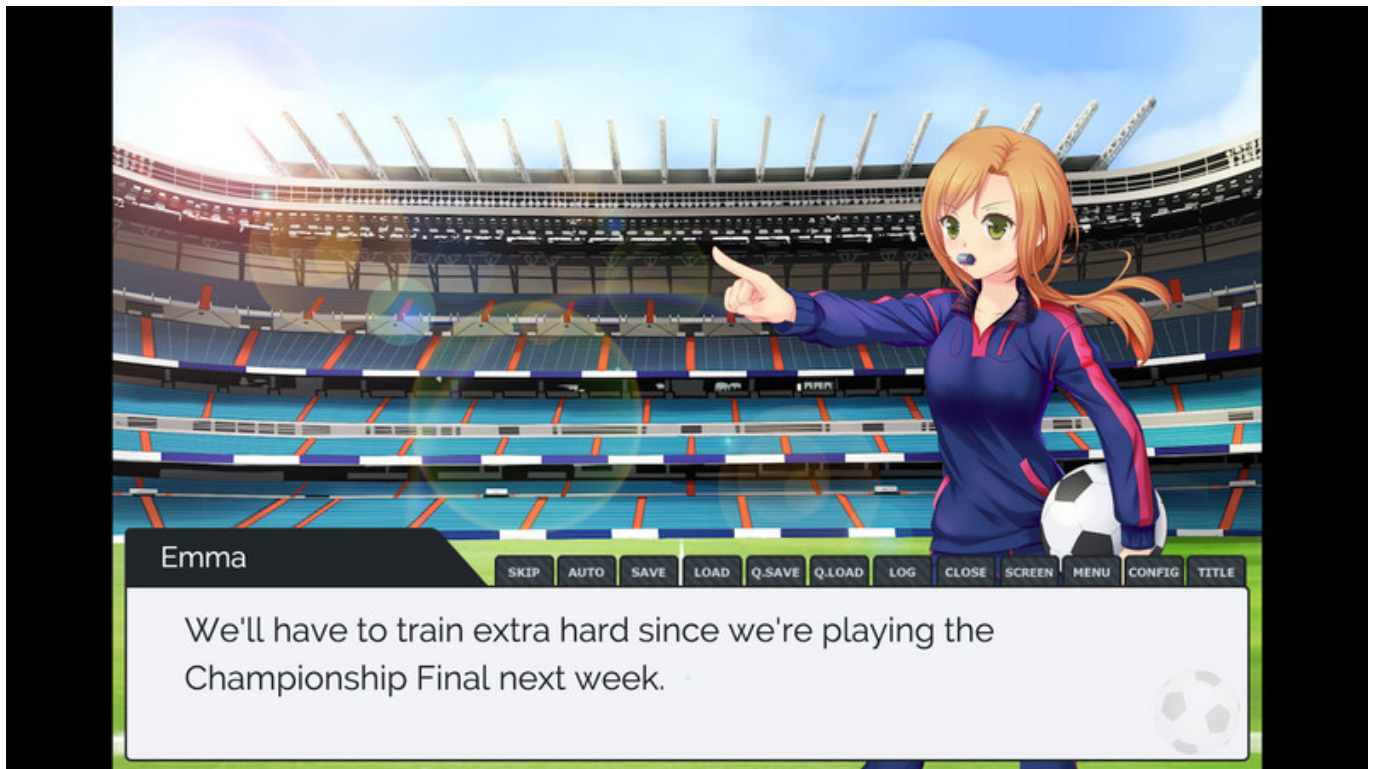 Emma
SKIP AUTO SAVE LOAD Q.SAVE Q.LOAD LOG CLOSE SCREEN MENU CONFIG TITLE
We'll have to train extra hard since we're playing the
Championship Final next week.